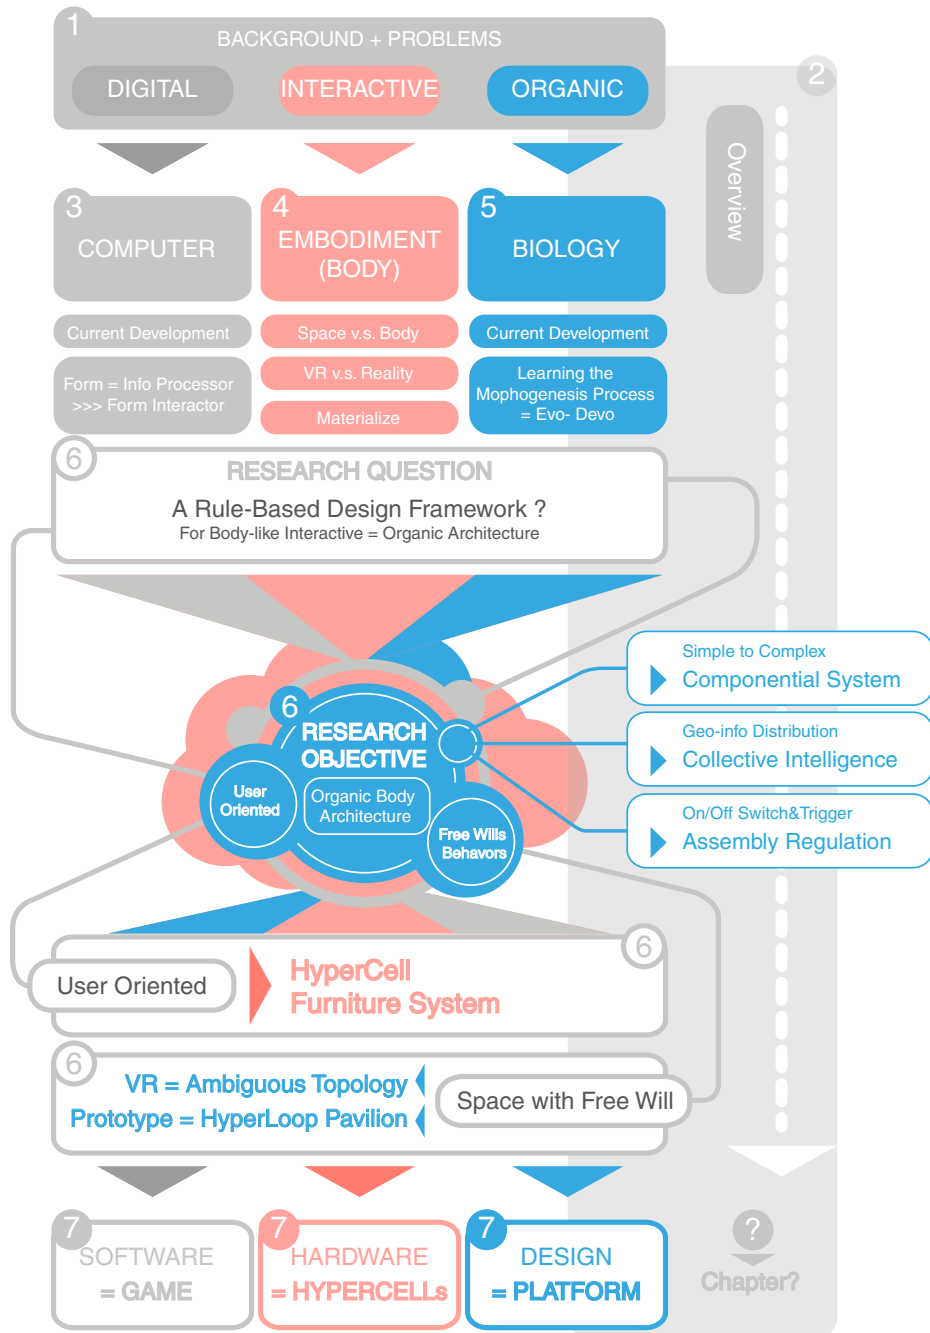 1
BACKGROUND + PROBLEMS
DIGITAL
INTERACTIVE
ORGANIC
2
Overview
3
COMPUTER
4
EMBODIMENT
(BODY)
5
BIOLOGY
Current Development
Form = Info Processor
>>> Form Interactor
Space v.s. Body
VR v.s. Reality
Materialize
Current Development
Learning the
Mophogenesis Process
= Evo- Devo
6
RESEARCH QUESTION
A Rule-Based Design Framework ?
For Body-like Interactive = Organic Architecture
6
RESEARCH
OBJECTIVE
Organic Body
Architecture
User
Oriented
Free Wills
Behavors
Simple to Complex
Componential System
Geo-info Distribution
Collective Intelligence
On/Off Switch&Trigger
Assembly Regulation
6
User Oriented
HyperCell
Furniture System
6
VR = Ambiguous Topology
Prototype = HyperLoop Pavilion
Space with Free Will
7
SOFTWARE
= GAME
7
HARDWARE
= HYPERCELLs
7
DESIGN
= PLATFORM
?
Chapter?